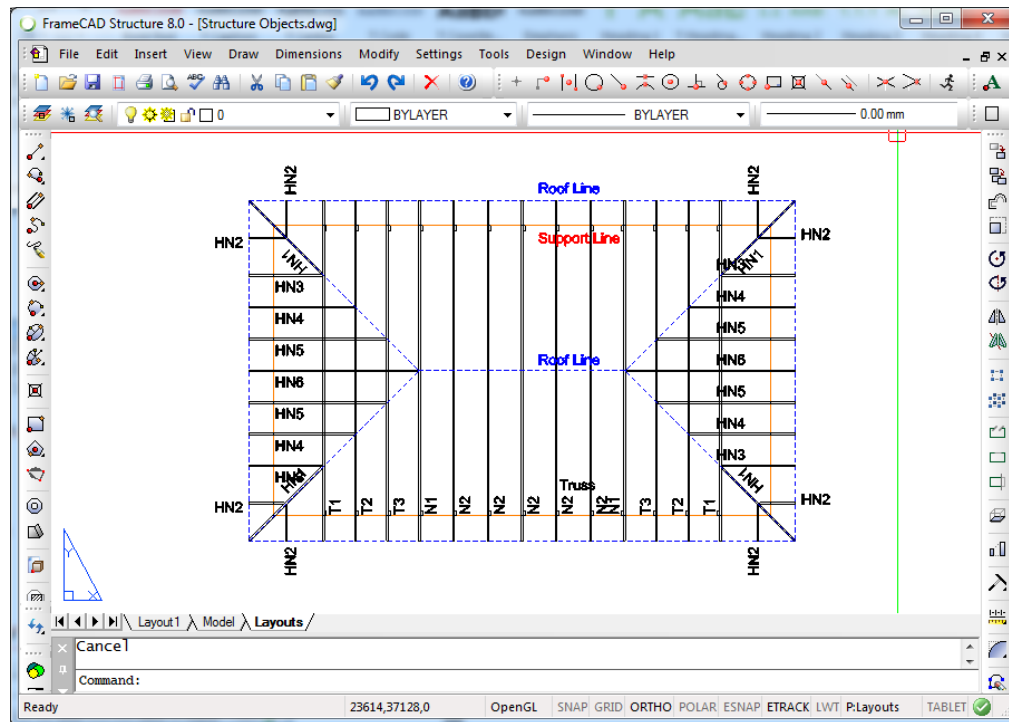 FrameCAD Structure 8.0 - [Structure Objects.dwg]
File Edit Insert View Draw Dimensions Modify Settings Tools Design Window Help
0 BYLAYER BYLAYER 0.00 mm
HN2 HN2
Roof Line
HN2 Support Line HN2
HN1 HN3 HN1
HN3 HN4
HN4 HN5
HN5 Roof Line HN6
HN6 HN5
HN5 HN4
HN4 HN3
HN3 HN1 Truss HN1
HN2 T1 T2 T3 N1 N2 N2 N2 N2 N2 N1 T3 T2 T1 HN2
HN2 HN2
Y
X
Layout1 Model Layouts
Cancel
Command:
Ready 23614,37128,0 OpenGL SNAP GRID ORTHO POLAR ESNAP ETRACK LWT P:Layouts TABLET